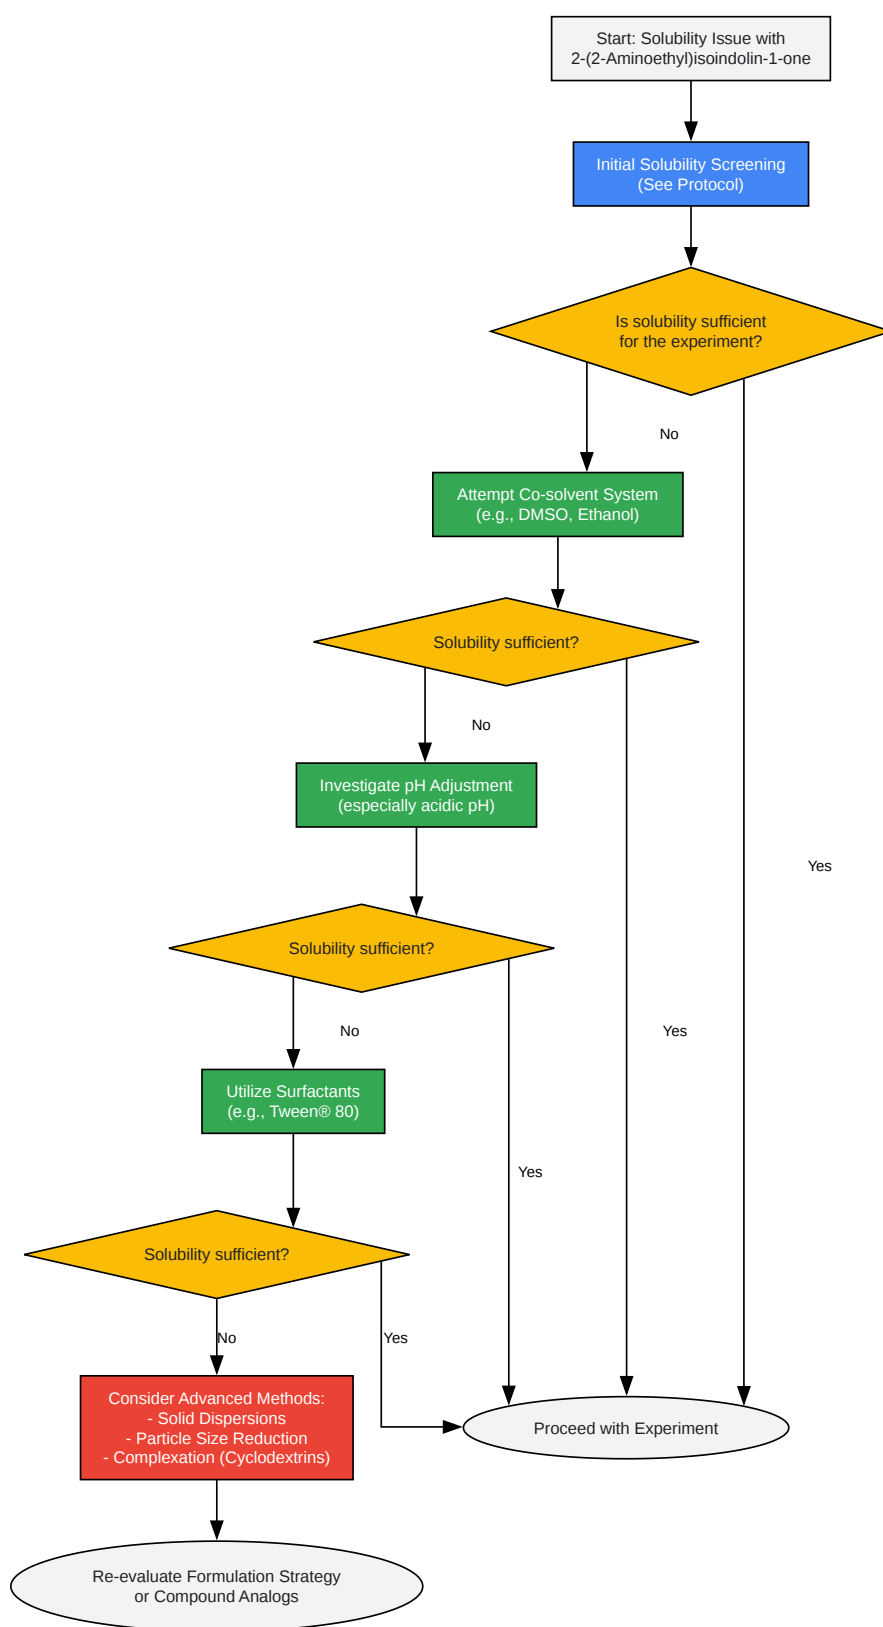 Start: Solubility Issue with
2-(2-Aminoethyl)isoindolin-1-one
Initial Solubility Screening
(See Protocol)
Is solubility sufficient
for the experiment?
No
Attempt Co-solvent System
(e.g., DMSO, Ethanol)
Solubility sufficient?
No
Investigate pH Adjustment
(especially acidic pH)
Yes
Solubility sufficient?
No
Yes
Utilize Surfactants
(e.g., Tween® 80)
Yes
Solubility sufficient?
No
Yes
Consider Advanced Methods:
- Solid Dispersions
- Particle Size Reduction
- Complexation (Cyclodextrins)
Proceed with Experiment
Re-evaluate Formulation Strategy
or Compound Analogs